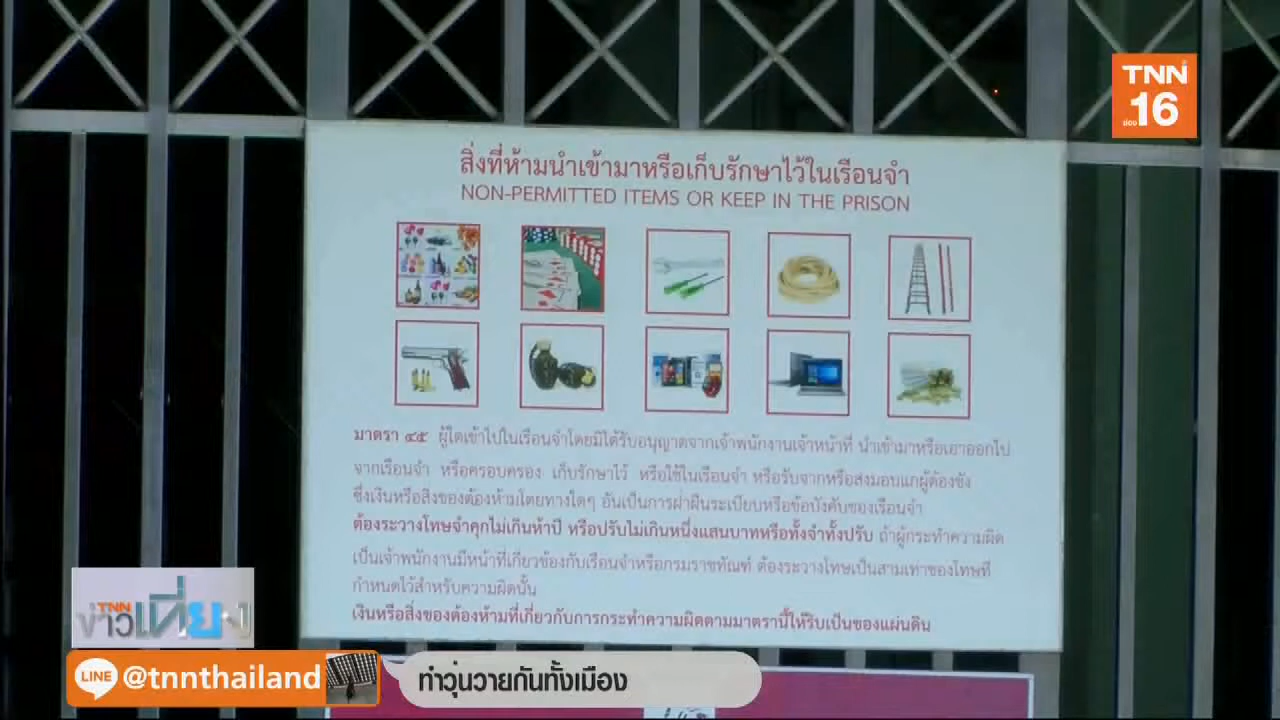 TNN
ช่อง 16
สิ่งที่ห้ามนำเข้ามาหรือเก็บรักษาไว้ในเรือนจำ
NON-PERMITTED ITEMS OR KEEP IN THE PRISON
มาตรา ๔๕ ผู้ใดเข้าไปในเรือนจำโดยมิได้รับอนุญาตจากเจ้าพนักงานเจ้าหน้าที่ นำเข้ามาหรือเอาออกไป
จากเรือนจำ หรือครอบครอง เก็บรักษาไว้ หรือใช้ในเรือนจำ หรือรับจากหรือส่งมอบแก่ผู้ต้องขัง
ซึ่งเงินหรือสิ่งของต้องห้ามโดยทางใดๆ อันเป็นการฝ่าฝืนระเบียบหรือข้อบังคับของเรือนจำ
ต้องระวางโทษจำคุกไม่เกินห้าปี หรือปรับไม่เกินหนึ่งแสนบาทหรือทั้งจำทั้งปรับ ถ้าผู้กระทำความผิด
เป็นเจ้าพนักงานมีหน้าที่เกี่ยวข้องกับเรือนจำหรือกรมราชทัณฑ์ ต้องระวางโทษเป็นสามเท่าของโทษที่
กำหนดไว้สำหรับความผิดนั้น
เงินหรือสิ่งของต้องห้ามที่เกี่ยวกับการกระทำความผิดตามมาตรานี้ให้ริบเป็นของแผ่นดิน
TNN
ข่าวเที่ยง
LINE @tnnthailand
ทำวุ่นวายกันทั้งเมือง